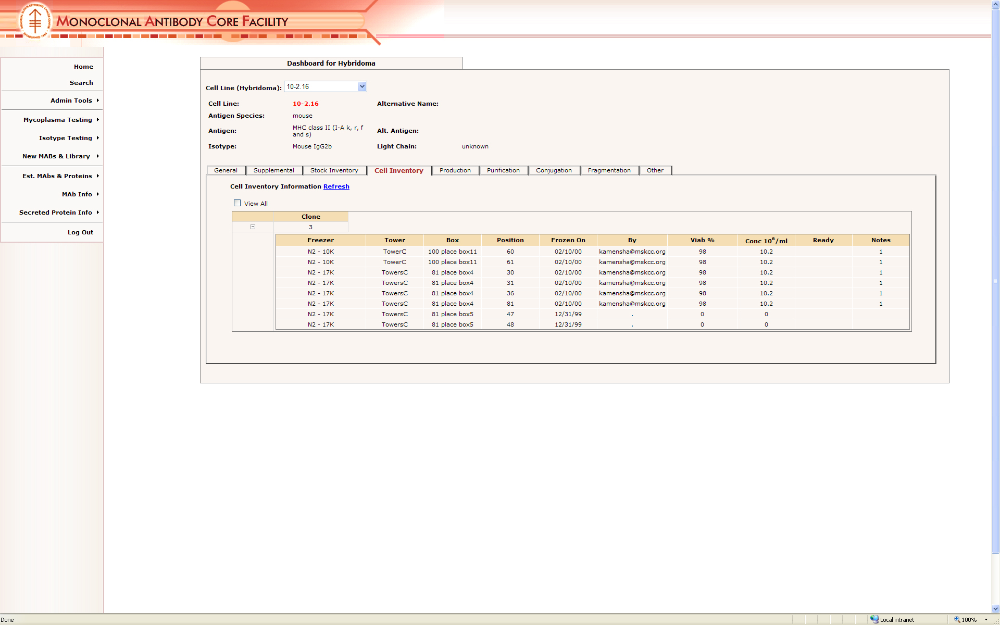 MONOCLONAL ANTIBODY CORE FACILITY
Home
Search
Admin Tools
Mycoplasma Testing
Isotype Testing
New MABs & Library
Est. MAbs & Proteins
MAb Info
Secreted Protein Info
Log Out
Dashboard for Hybridoma
Cell Line (Hybridoma): 10-2.16
Cell Line: 10-2.16 Alternative Name:
Antigen Species: mouse
Antigen: MHC class II (I-A k, r, f and s) Alt. Antigen:
Isotype: Mouse IgG2b Light Chain: unknown
General Supplemental Stock Inventory Cell Inventory Production Purification Conjugation Fragmentation Other
Cell Inventory Information Refresh
View All
Clone
3
Freezer Tower Box Position Frozen On By Viab % Conc 10⁶/ml Ready Notes
N2 - 10K TowerC 100 place box11 60 02/10/00 kamensha@mskcc.org 98 10.2 1
N2 - 10K TowerC 100 place box11 61 02/10/00 kamensha@mskcc.org 98 10.2 1
N2 - 17K TowersC 81 place box4 30 02/10/00 kamensha@mskcc.org 98 10.2 1
N2 - 17K TowersC 81 place box4 31 02/10/00 kamensha@mskcc.org 98 10.2 1
N2 - 17K TowersC 81 place box4 36 02/10/00 kamensha@mskcc.org 98 10.2 1
N2 - 17K TowersC 81 place box4 81 02/10/00 kamensha@mskcc.org 98 10.2 1
N2 - 17K TowersC 81 place box5 47 12/31/99 . 0 0
N2 - 17K TowersC 81 place box5 48 12/31/99 . 0 0
Done Local intranet 100%